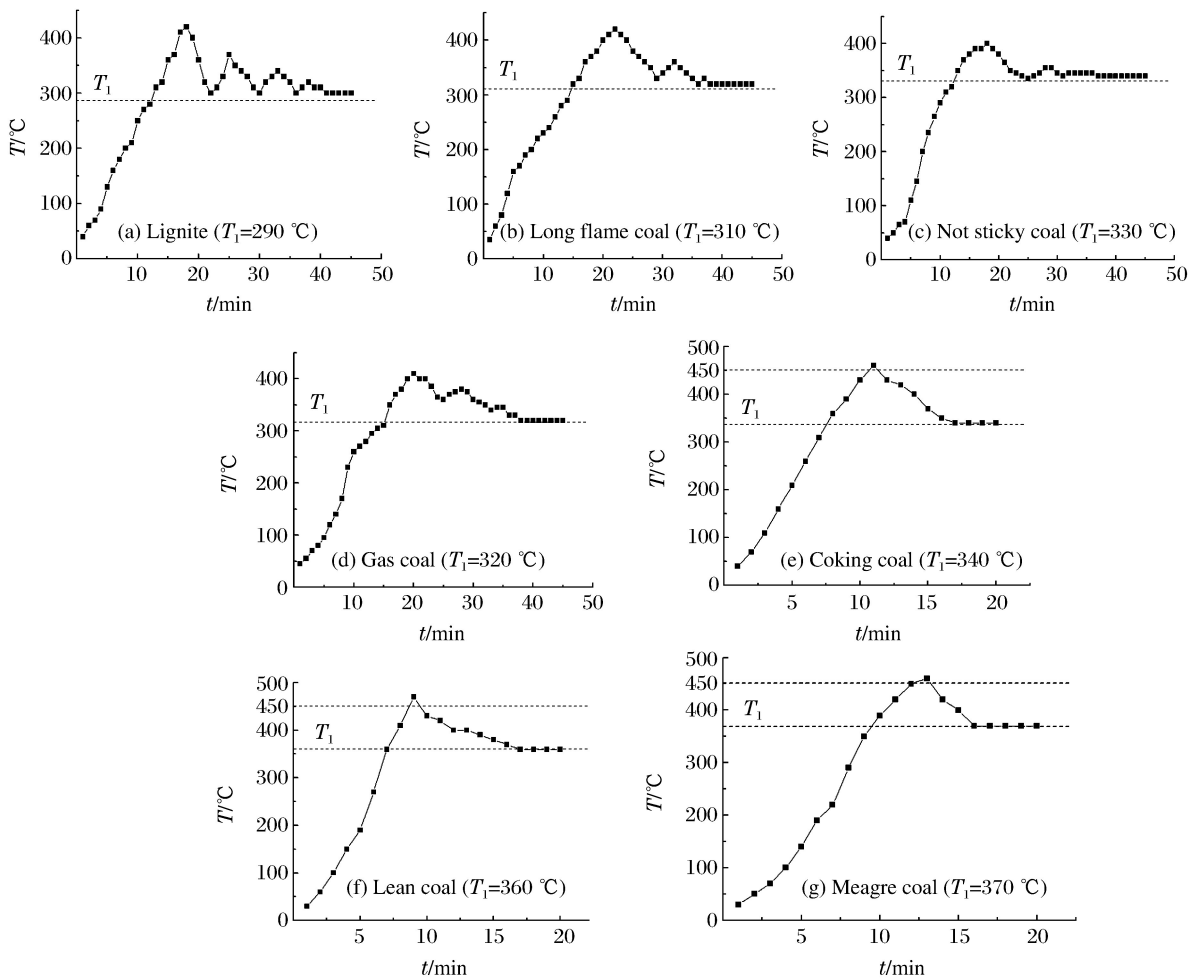 400
T₁
300
T/℃
200
100
(a) Lignite (T₁=290 ℃)
0
10 20 30 40 50
t/min
400
T₁
300
T/℃
200
100
(b) Long flame coal (T₁=310 ℃)
0
10 20 30 40 50
t/min
400
T₁
300
T/℃
200
100
(c) Not sticky coal (T₁=330 ℃)
0
10 20 30 40 50
t/min
400
T₁
300
T/℃
200
100
(d) Gas coal (T₁=320 ℃)
0
10 20 30 40 50
t/min
500
450
400
T₁
300
T/℃
200
100
(e) Coking coal (T₁=340 ℃)
0
5 10 15 20
t/min
500
450
400
T₁
300
T/℃
200
100
(f) Lean coal (T₁=360 ℃)
0
5 10 15 20
t/min
500
450
400
T₁
300
T/℃
200
100
(g) Meagre coal (T₁=370 ℃)
0
5 10 15 20
t/min